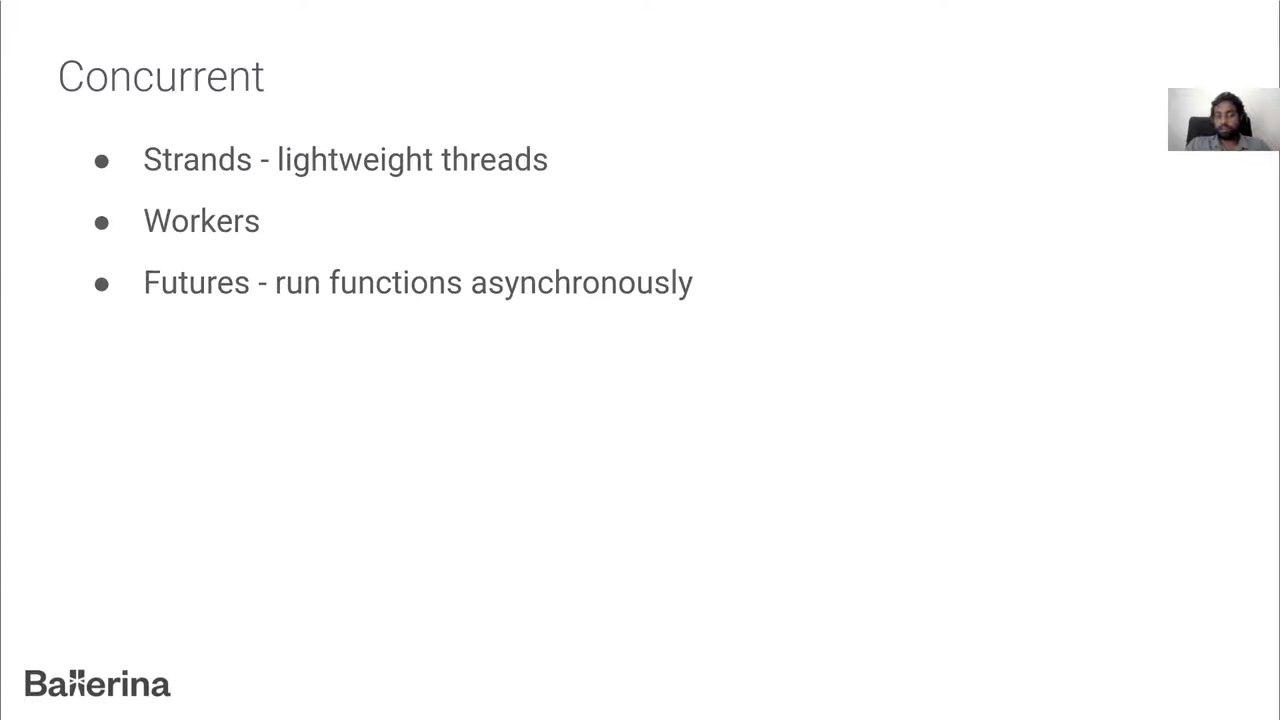 Concurrent
● Strands - lightweight threads
● Workers
● Futures - run functions asynchronously
Ballerina